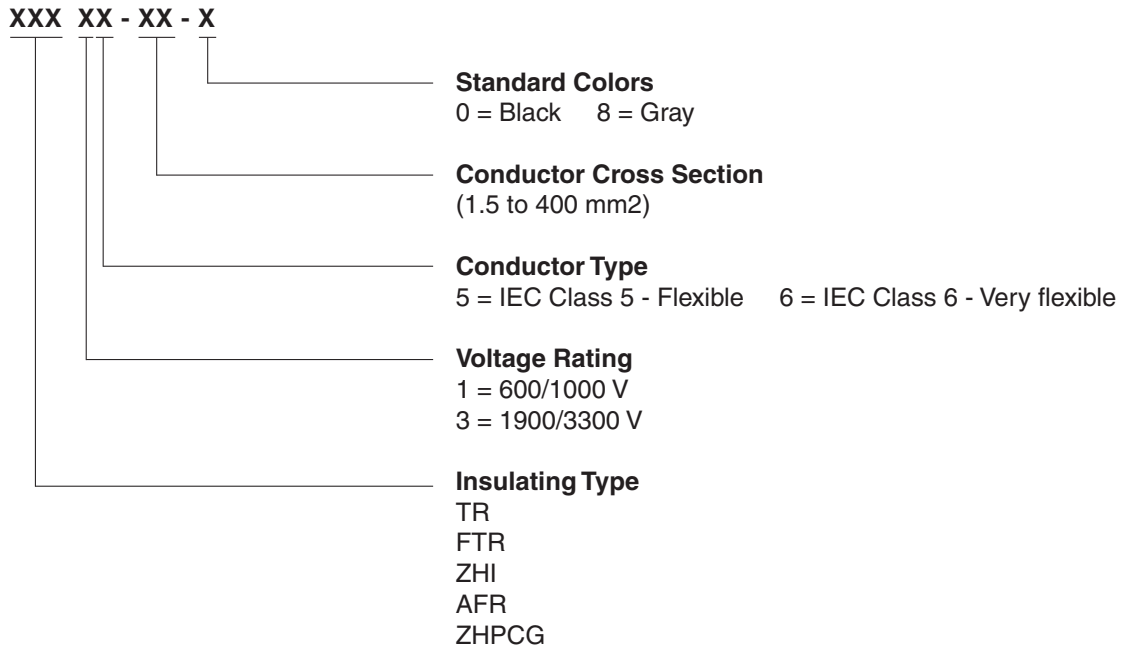 XXX XX - XX - X
Standard Colors
0 = Black 8 = Gray
Conductor Cross Section
(1.5 to 400 mm2)
Conductor Type
5 = IEC Class 5 - Flexible 6 = IEC Class 6 - Very flexible
Voltage Rating
1 = 600/1000 V
3 = 1900/3300 V
Insulating Type
TR
FTR
ZHI
AFR
ZHPCG